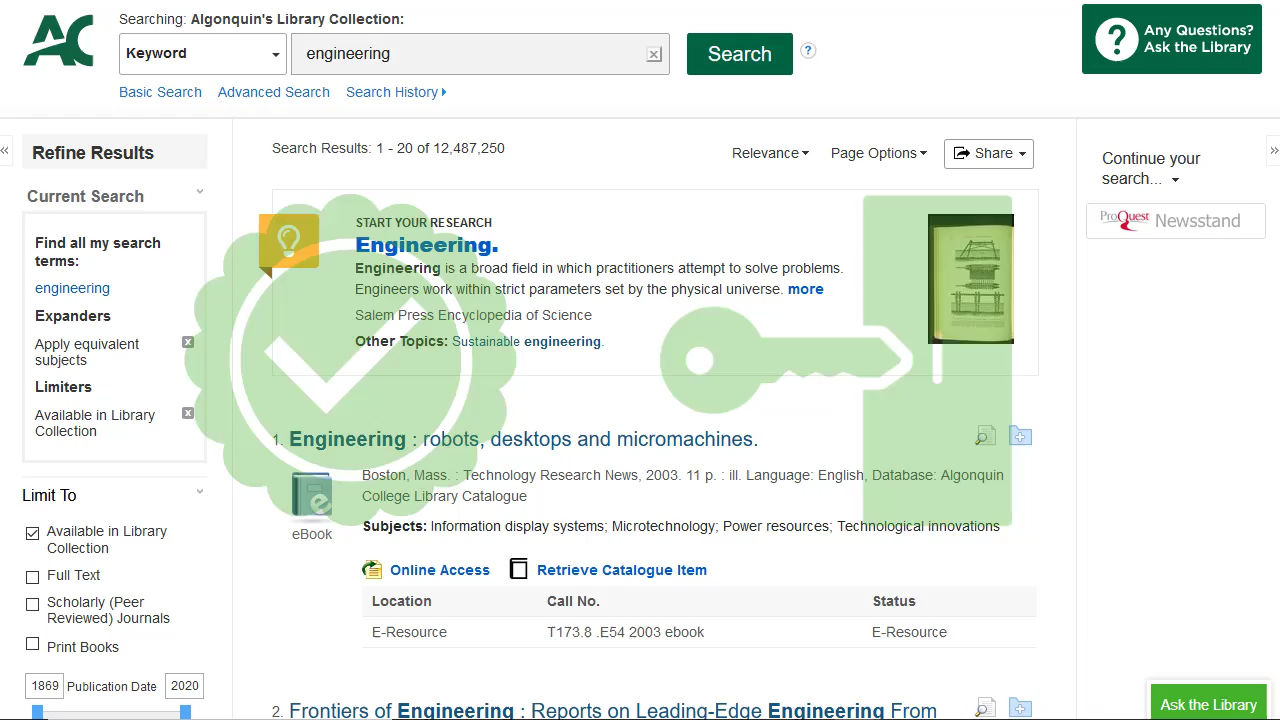 AC
Searching: Algonquin's Library Collection:
Keyword
engineering
Search
?
Basic Search Advanced Search Search History
? Any Questions?
Ask the Library
«
Refine Results
Current Search
Find all my search
terms:
engineering
Expanders
Apply equivalent
subjects
Limiters
Available in Library
Collection
Limit To
Available in Library
Collection
Full Text
Scholarly (Peer
Reviewed) Journals
Print Books
1869 Publication Date 2020
Search Results: 1 - 20 of 12,487,250
Relevance Page Options Share
START YOUR RESEARCH
Engineering.
Engineering is a broad field in which practitioners attempt to solve problems.
Engineers work within strict parameters set by the physical universe. more
Salem Press Encyclopedia of Science
Other Topics: Sustainable engineering.
1. Engineering : robots, desktops and micromachines.
Boston, Mass. : Technology Research News, 2003. 11 p. : ill. Language: English, Database: Algonquin
College Library Catalogue
Subjects: Information display systems; Microtechnology; Power resources; Technological innovations
e
eBook
Online Access Retrieve Catalogue Item
Location Call No. Status
E-Resource T173.8 .E54 2003 ebook E-Resource
2. Frontiers of Engineering : Reports on Leading-Edge Engineering From
»
Continue your
search...
ProQuest Newsstand
Ask the Library